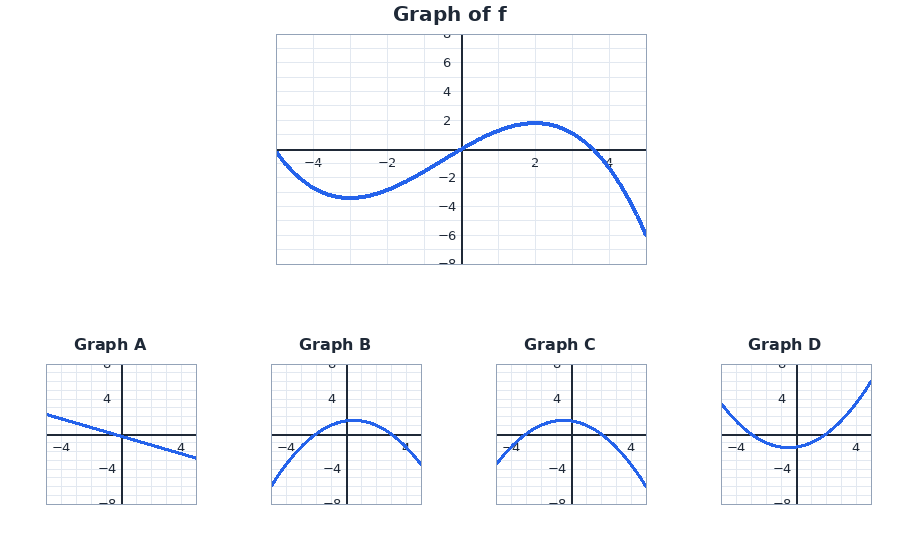 Graph of f
8
6
4
2
−4 −2 2 4
−2
−4
−6
−8
Graph A Graph B Graph C Graph D
8 8 8 8
4 4 4 4
−4 4 −4 4 −4 4 −4 4
−4 −4 −4 −4
−8 −8 −8 −8